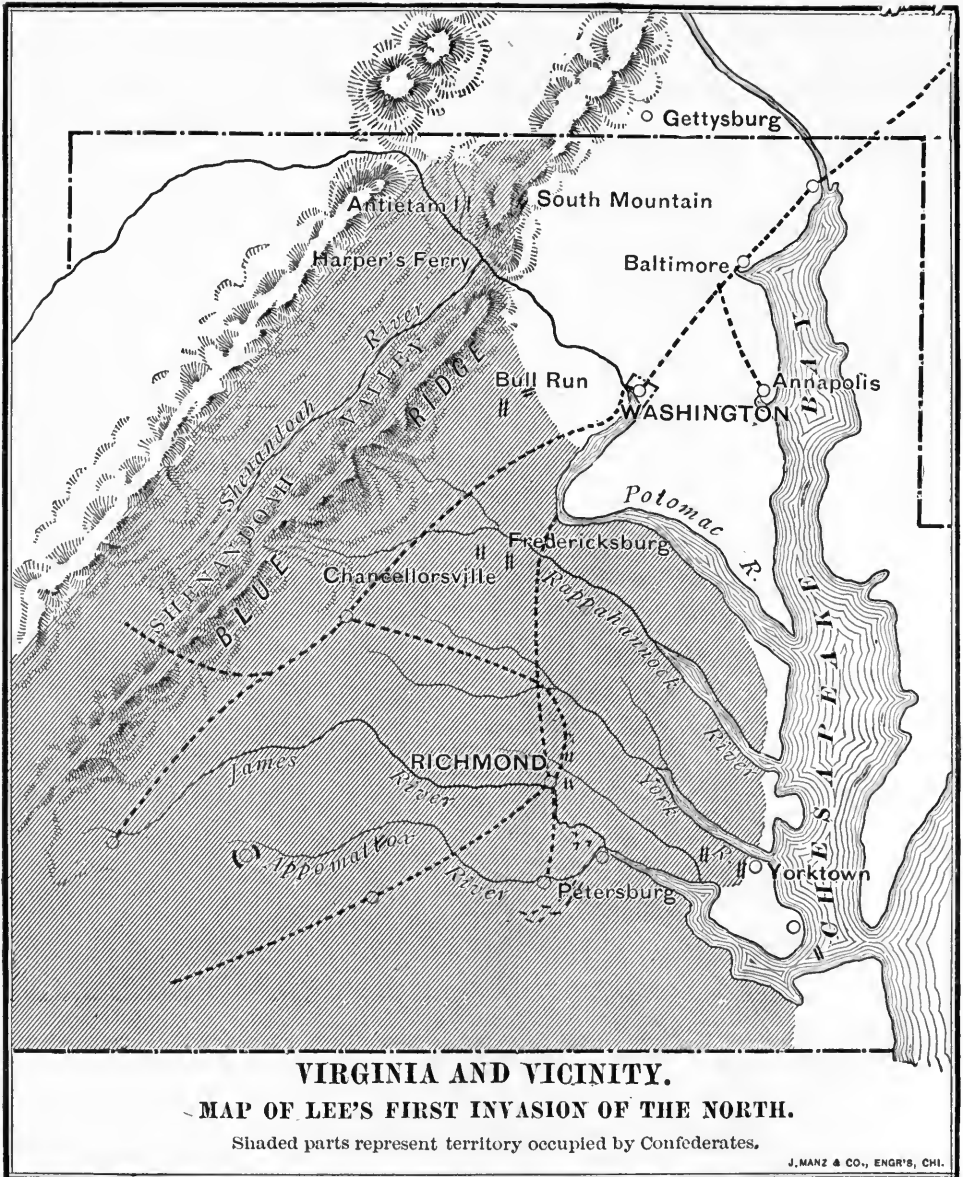 Gettysburg
Antietam
South Mountain
Harper's Ferry
Baltimore
Shenandoah River
SHENANDOAH VALLEY
BLUE RIDGE
Bull Run
WASHINGTON
Annapolis
CHESAPEAKE BAY
Potomac R.
Fredericksburg
Chancellorsville
Rappahannock River
James River
RICHMOND
York R.
Appomattox River
Petersburg
Yorktown
VIRGINIA AND VICINITY.
MAP OF LEE'S FIRST INVASION OF THE NORTH.
Shaded parts represent territory occupied by Confederates.
J. MANZ & CO., ENGR'S, CHI.